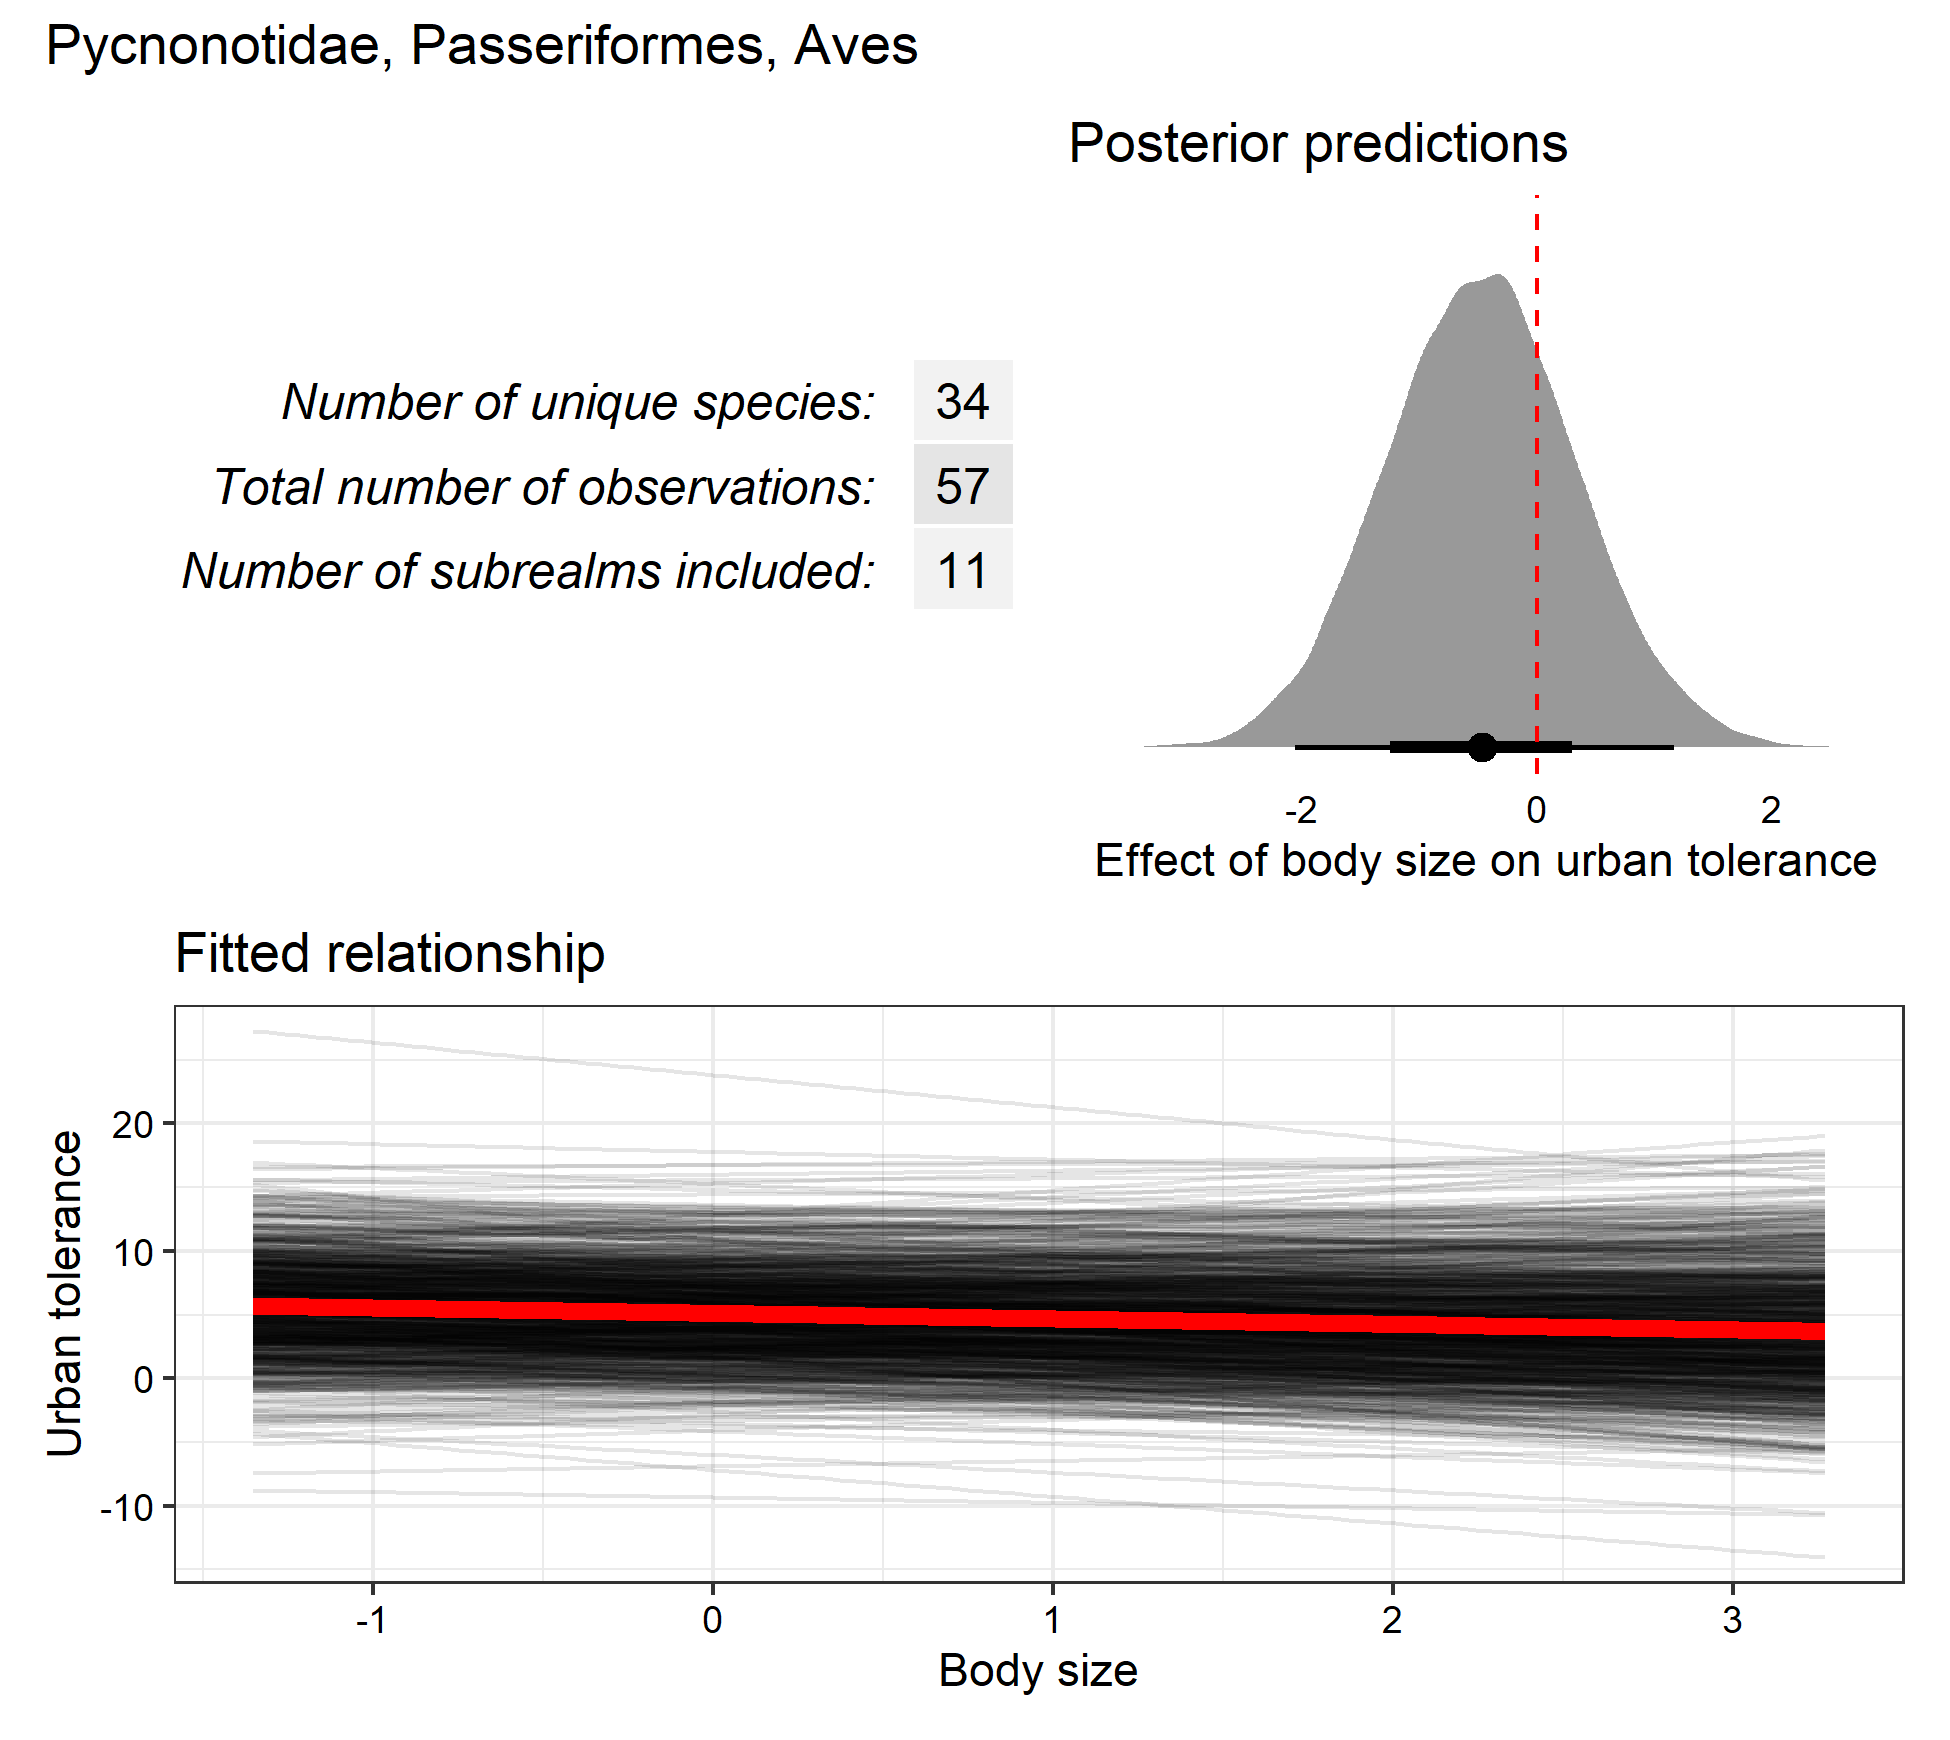 Pycnonotidae, Passeriformes, Aves
Posterior predictions
Number of unique species: 34
Total number of observations: 57
Number of subrealms included: 11
-2 0 2
Effect of body size on urban tolerance
Fitted relationship
Urban tolerance
20
10
0
-10
-1 0 1 2 3
Body size